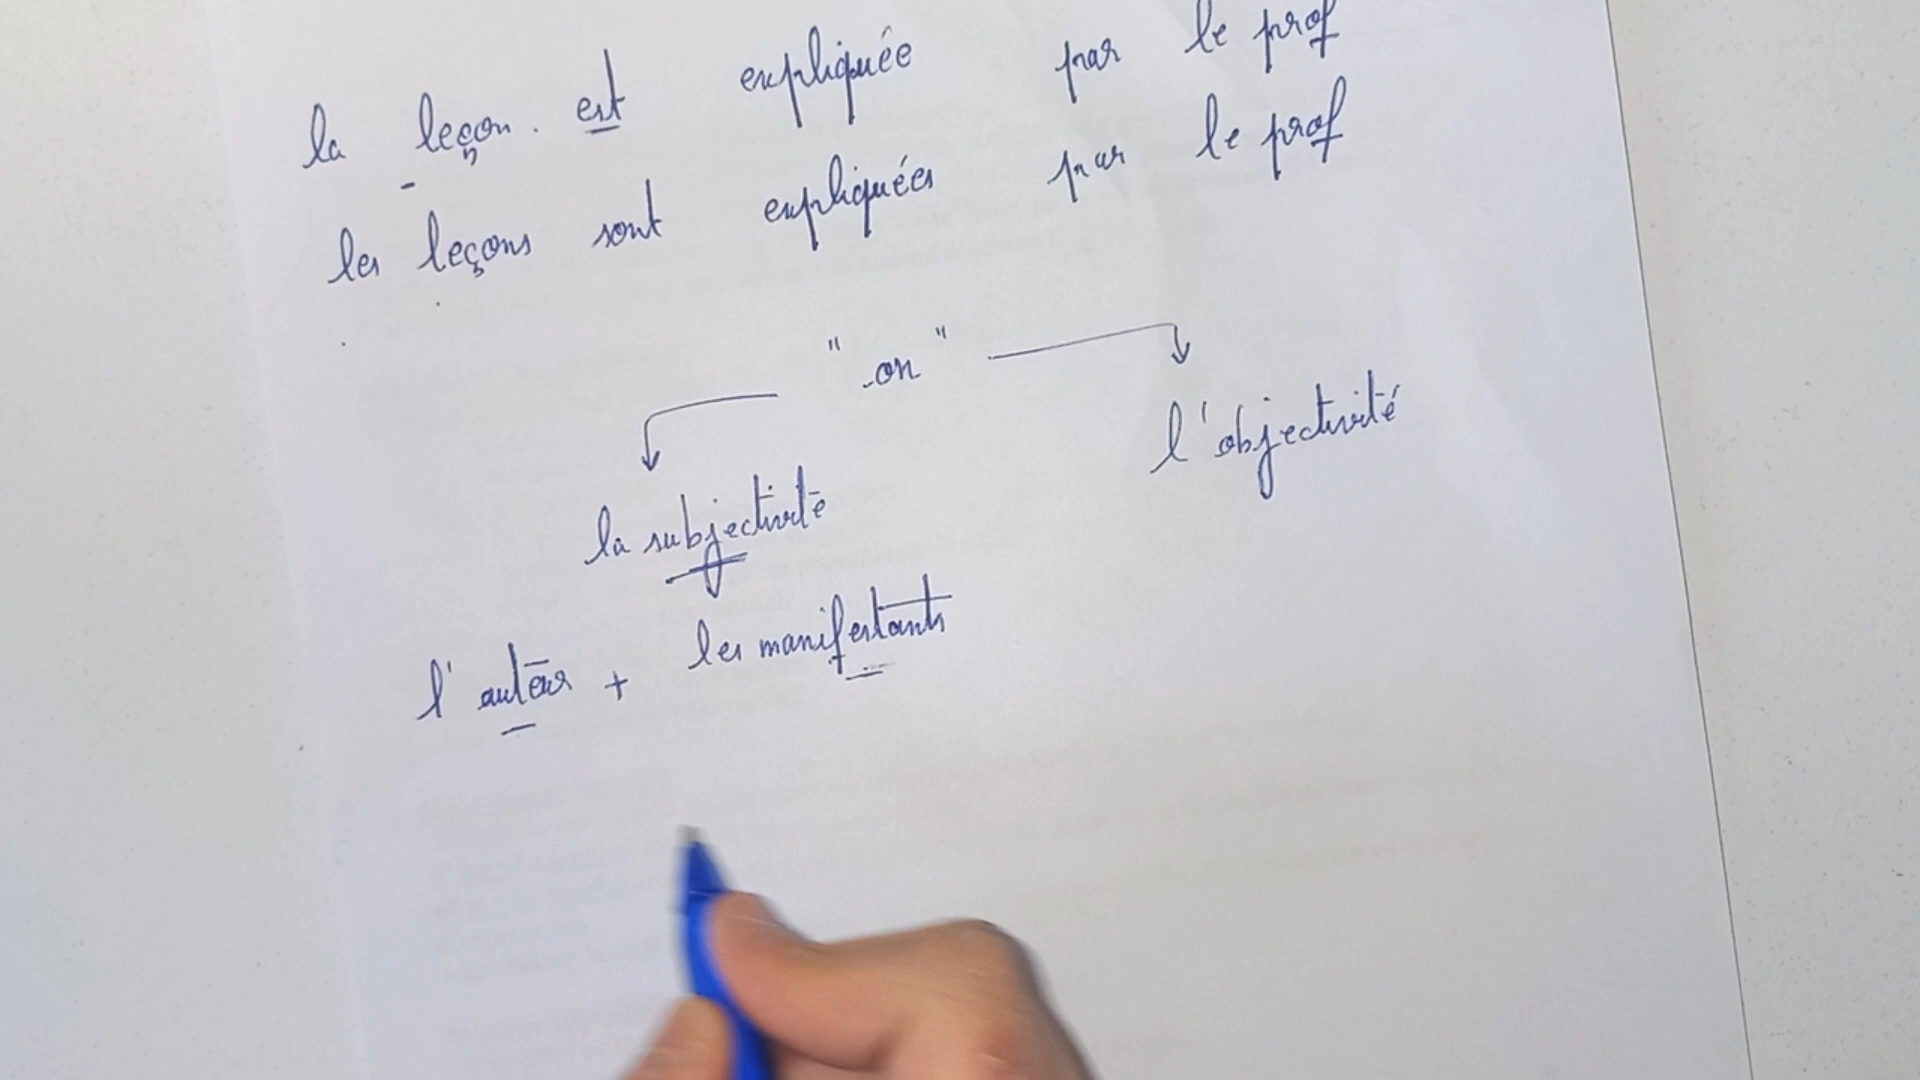 la leçon est expliquée par le prof
les leçons sont expliquées par le prof
"on"
l'objectivité
la subjectivité
l'auteur + les manifestants